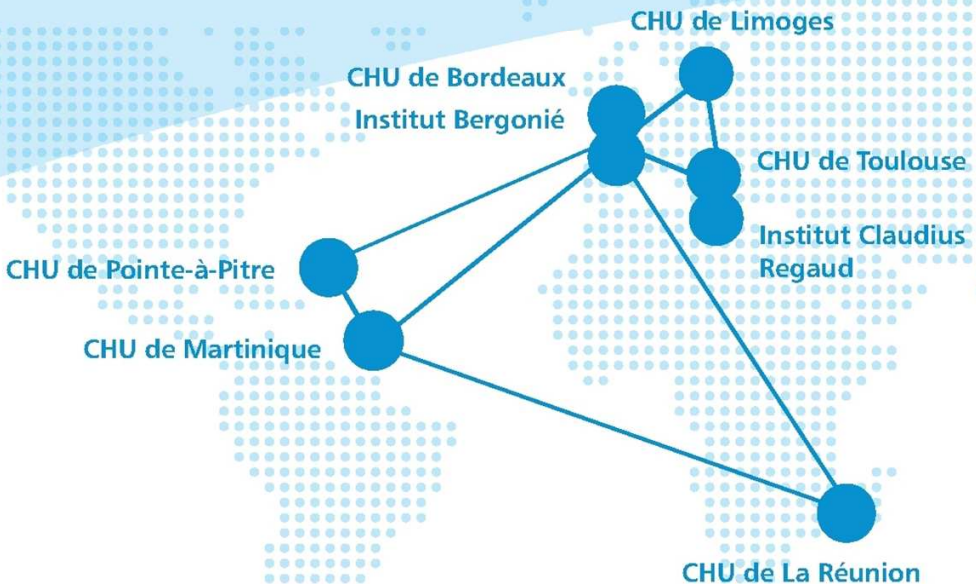 CHU de Limoges
CHU de Bordeaux
Institut Bergonié
CHU de Toulouse
Institut Claudius
Regaud
CHU de Pointe-à-Pitre
CHU de Martinique
CHU de La Réunion